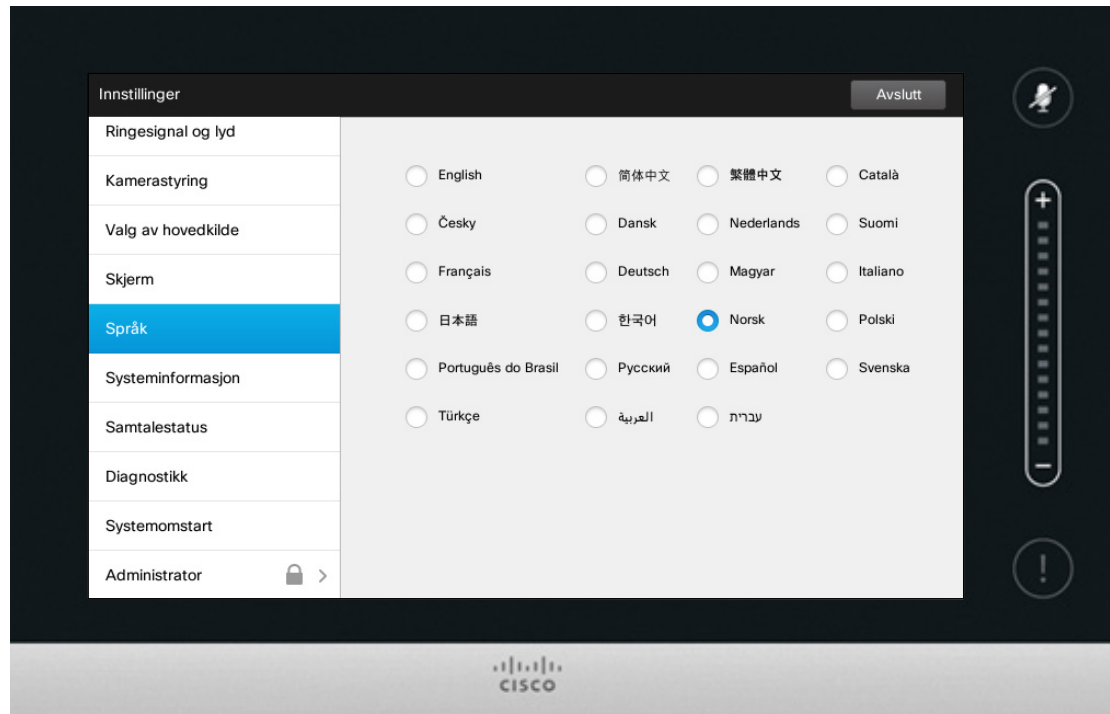 Innstillinger
Avslutt
Ringesignal og lyd
Kamerastyring
Valg av hovedkilde
Skjerm
Språk
Systeminformasjon
Samtalestatus
Diagnostikk
Systemomstart
Administrator
English 简体中文 繁體中文 Català
Česky Dansk Nederlands Suomi
Français Deutsch Magyar Italiano
日本語 한국어 Norsk Polski
Português do Brasil Русский Español Svenska
Türkçe العربية עברית
+
−
!
CISCO